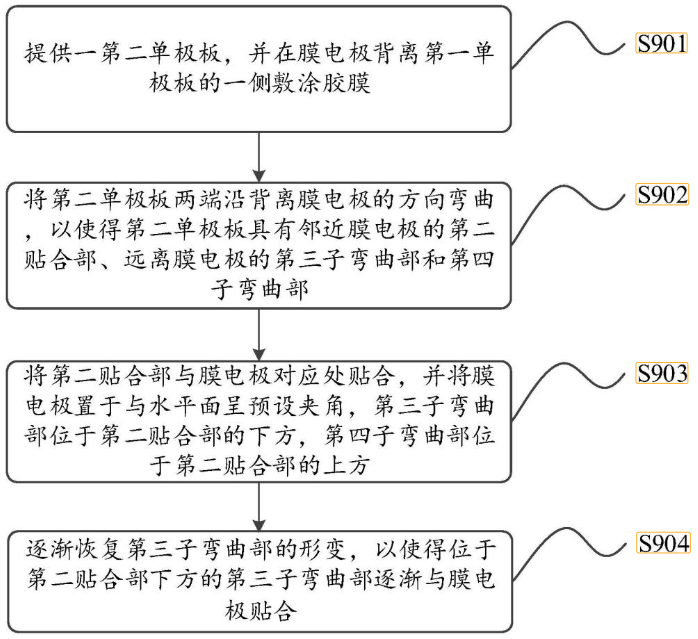 提供一第二单极板，并在膜电极背离第一单
极板的一侧敷涂胶膜
S901
将第二单极板两端沿背离膜电极的方向弯曲
，以使得第二单极板具有邻近膜电极的第二
贴合部、远离膜电极的第三子弯曲部和第四
子弯曲部
S902
将第二贴合部与膜电极对应处贴合，并将膜
电极置于与水平面呈预设夹角，第三子弯曲
部位于第二贴合部的下方，第四子弯曲部位
于第二贴合部的上方
S903
逐渐恢复第三子弯曲部的形变，以使得位于
第二贴合部下方的第三子弯曲部逐渐与膜电
极贴合
S904